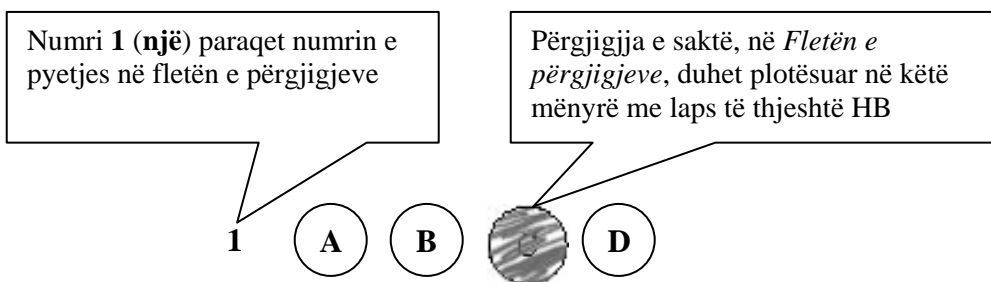 Numri 1 (një) paraqet numrin e
pyetjes në fletën e përgjigjeve
Përgjigjja e saktë, në Fletën e
përgjigjeve, duhet plotësuar në këtë
mënyrë me laps të thjeshtë HB
1 A B C D